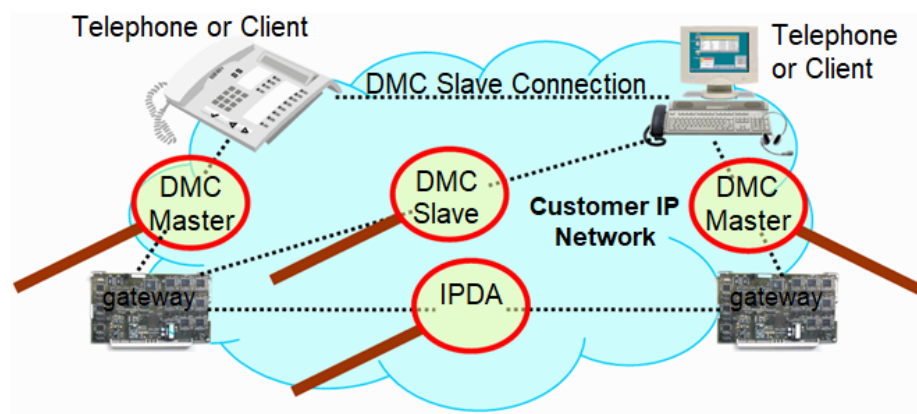 Telephone or Client
Telephone
or Client
DMC Slave Connection
DMC
Master
DMC
Slave
Customer IP
Network
DMC
Master
gateway
IPDA
gateway